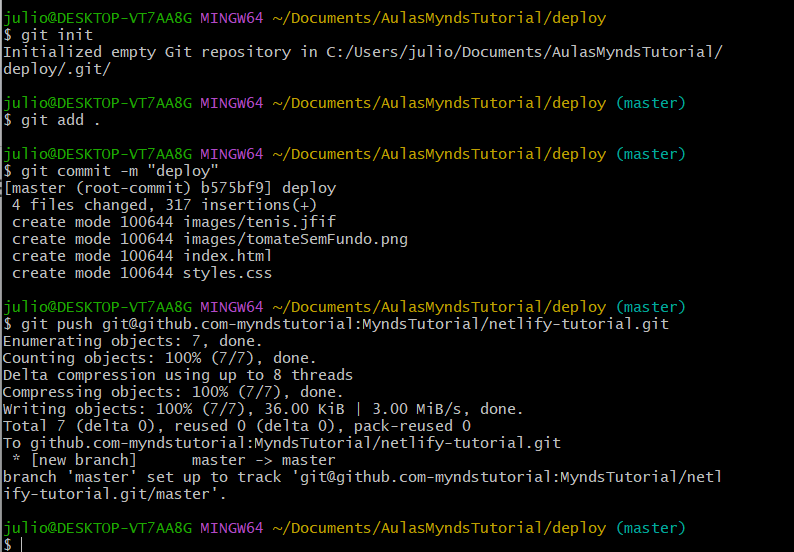 julio@DESKTOP-VT7AA8G MINGW64 ~/Documents/AulasMyndsTutorial/deploy
$ git init
Initialized empty Git repository in C:/Users/julio/Documents/AulasMyndsTutorial/
deploy/.git/
julio@DESKTOP-VT7AA8G MINGW64 ~/Documents/AulasMyndsTutorial/deploy (master)
$ git add .
julio@DESKTOP-VT7AA8G MINGW64 ~/Documents/AulasMyndsTutorial/deploy (master)
$ git commit -m "deploy"
[master (root-commit) b575bf9] deploy
 4 files changed, 317 insertions(+)
 create mode 100644 images/tenis.jfif
 create mode 100644 images/tomateSemFundo.png
 create mode 100644 index.html
 create mode 100644 styles.css
julio@DESKTOP-VT7AA8G MINGW64 ~/Documents/AulasMyndsTutorial/deploy (master)
$ git push git@github.com-myndstutorial:MyndsTutorial/netlify-tutorial.git
Enumerating objects: 7, done.
Counting objects: 100% (7/7), done.
Delta compression using up to 8 threads
Compressing objects: 100% (7/7), done.
Writing objects: 100% (7/7), 36.00 KiB | 3.00 MiB/s, done.
Total 7 (delta 0), reused 0 (delta 0), pack-reused 0
To github.com-myndstutorial:MyndsTutorial/netlify-tutorial.git
 * [new branch]      master -> master
branch 'master' set up to track 'git@github.com-myndstutorial:MyndsTutorial/netl
ify-tutorial.git/master'.
julio@DESKTOP-VT7AA8G MINGW64 ~/Documents/AulasMyndsTutorial/deploy (master)
$